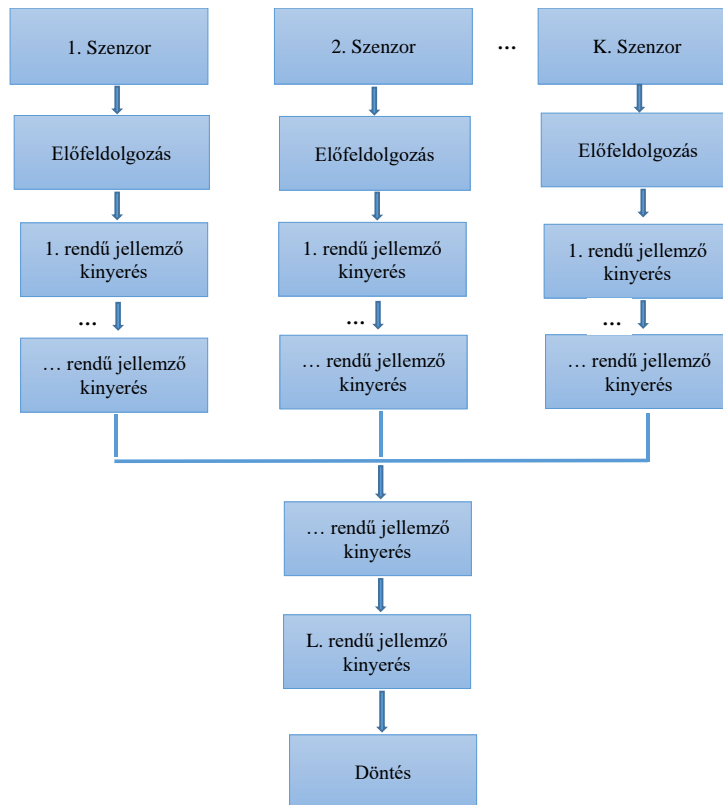 1. Szenzor
2. Szenzor
...
K. Szenzor
Előfeldolgozás
Előfeldolgozás
Előfeldolgozás
1. rendű jellemző
kinyerés
1. rendű jellemző
kinyerés
1. rendű jellemző
kinyerés
...
...
...
… rendű jellemző
kinyerés
… rendű jellemző
kinyerés
… rendű jellemző
kinyerés
… rendű jellemző
kinyerés
L. rendű jellemző
kinyerés
Döntés